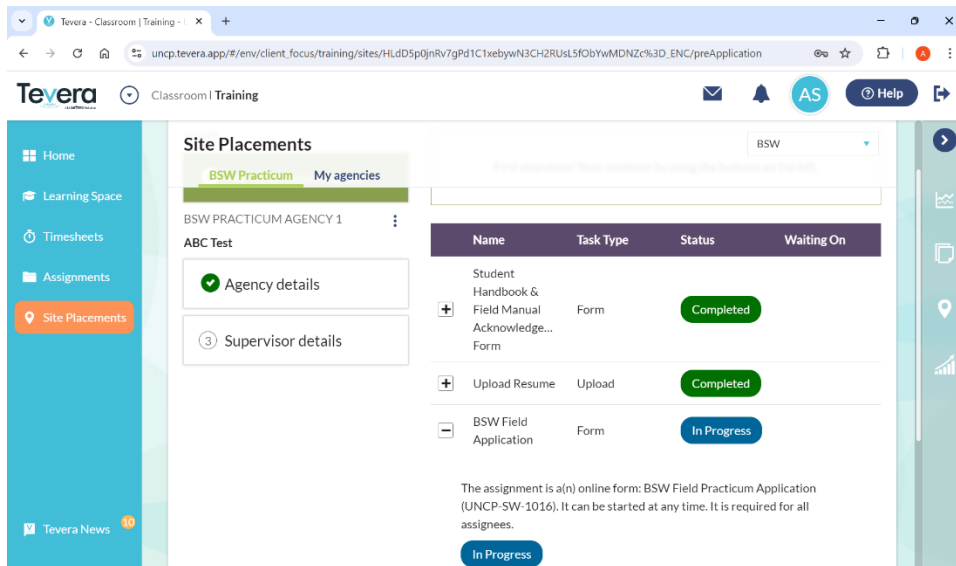 Tevera - Classroom | Training -
uncp.tevera.app/#/env/client_focus/training/sites/HLdD5p0jnRv7gPd1C1xebywN3CH2RUsL5fObYwMDNZc%3D_ENC/preApplication
A
Tevera
Classroom | Training
AS
Help
Home
Learning Space
Timesheets
Assignments
Site Placements
Tevera News
10
Site Placements
BSW Practicum My agencies
BSW PRACTICUM AGENCY 1
ABC Test
Agency details
3 Supervisor details
BSW
Name Task Type Status Waiting On
Student
Handbook &
Field Manual
Acknowledge...
Form
Form
Completed
Upload Resume Upload Completed
BSW Field
Application
Form
In Progress
The assignment is a(n) online form: BSW Field Practicum Application
(UNCP-SW-1016). It can be started at any time. It is required for all
assignees.
In Progress